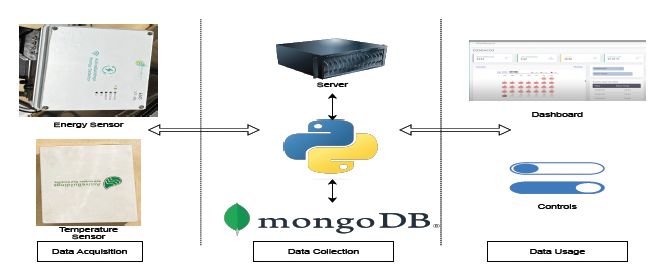 Energy Sensor
Temperature
Sensor
Data Acquisition
Server
mongoDB®
Data Collection
Dashboard
Controls
Data Usage